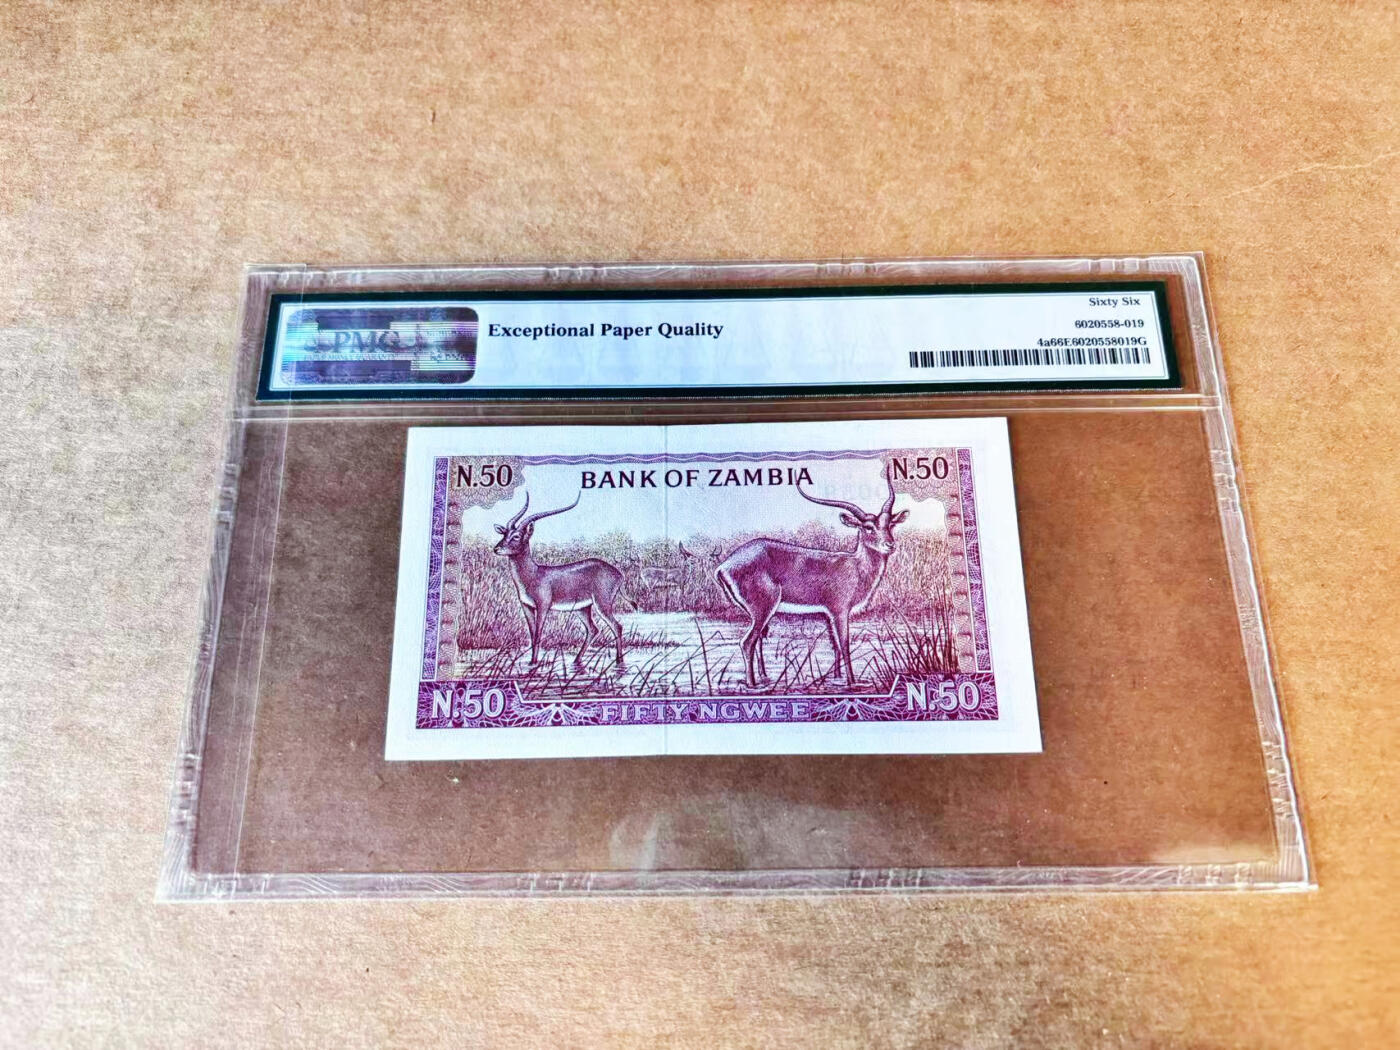 PMG
Exceptional Paper Quality
Sixty Six
6020558-019
4a66E6020558019G
N.50
BANK OF ZAMBIA
N.50
N.50
FIFTY NGWEE
N.50